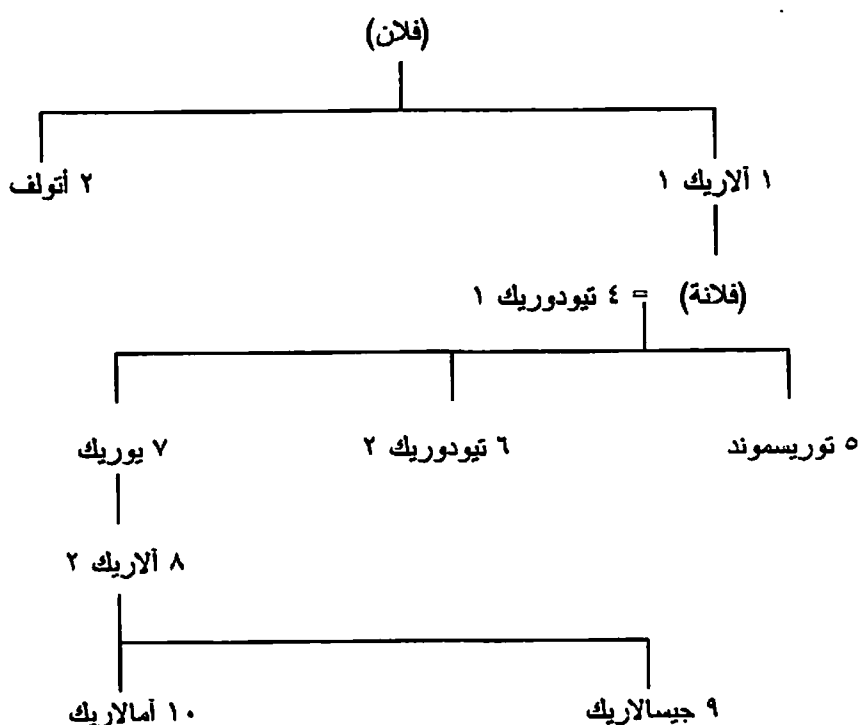 (فلان)
١ آلاريك ١ ٢ أتولف
(فلانة) = ٤ تيودوريك ١
٥ توريسموند ٦ تيودوريك ٢ ٧ يوريك
٨ آلاريك ٢
٩ جيسالاريك ١٠ أمالاريك